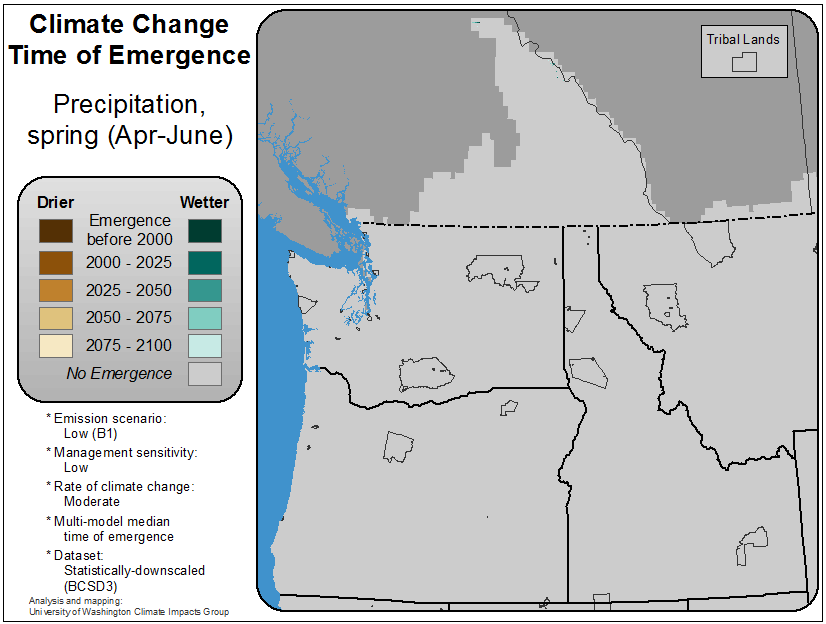 Climate Change
Time of Emergence
Precipitation,
spring (Apr-June)
Drier
Wetter
Emergence
before 2000
2000 - 2025
2025 - 2050
2050 - 2075
2075 - 2100
No Emergence
* Emission scenario:
Low (B1)
* Management sensitivity:
Low
* Rate of climate change:
Moderate
* Multi-model median
time of emergence
* Dataset:
Statistically-downscaled
(BCSD3)
Analysis and mapping:
University of Washington Climate Impacts Group
Tribal Lands